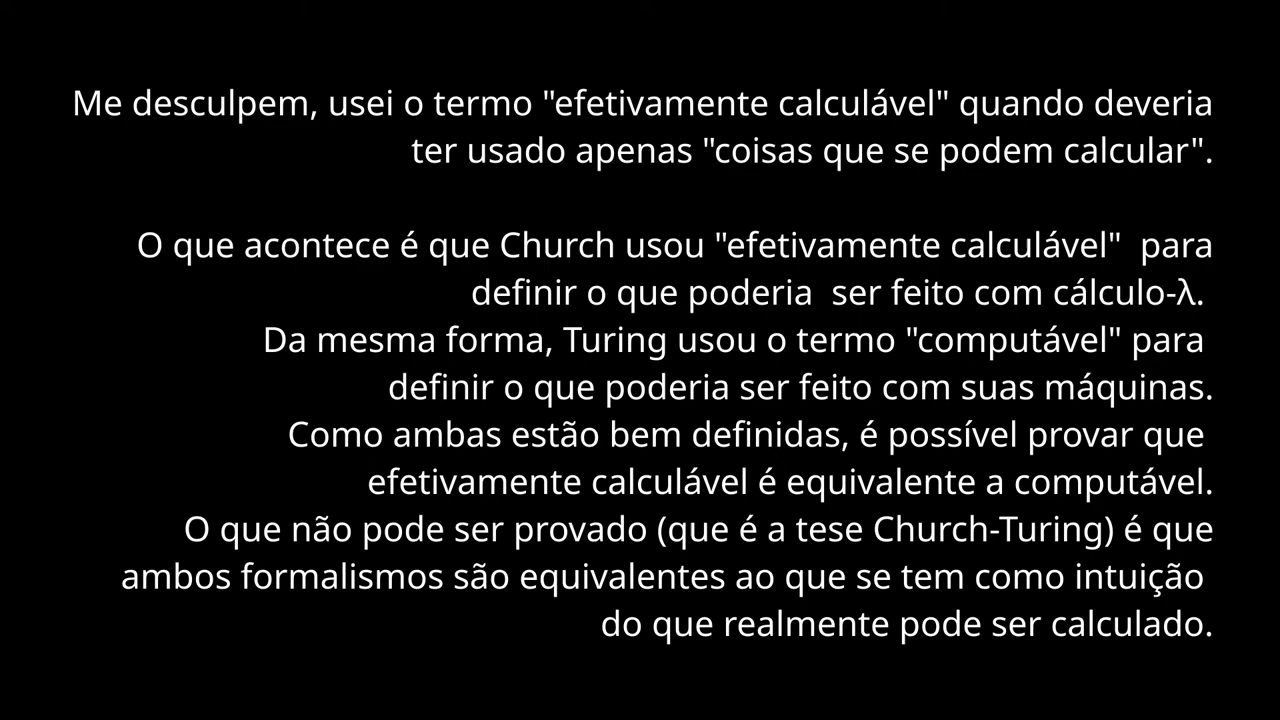 Me desculpem, usei o termo "efetivamente calculável" quando deveria
ter usado apenas "coisas que se podem calcular".
O que acontece é que Church usou "efetivamente calculável"  para
definir o que poderia  ser feito com cálculo-λ.
Da mesma forma, Turing usou o termo "computável" para
definir o que poderia ser feito com suas máquinas.
Como ambas estão bem definidas, é possível provar que
efetivamente calculável é equivalente a computável.
O que não pode ser provado (que é a tese Church-Turing) é que
ambos formalismos são equivalentes ao que se tem como intuição
do que realmente pode ser calculado.